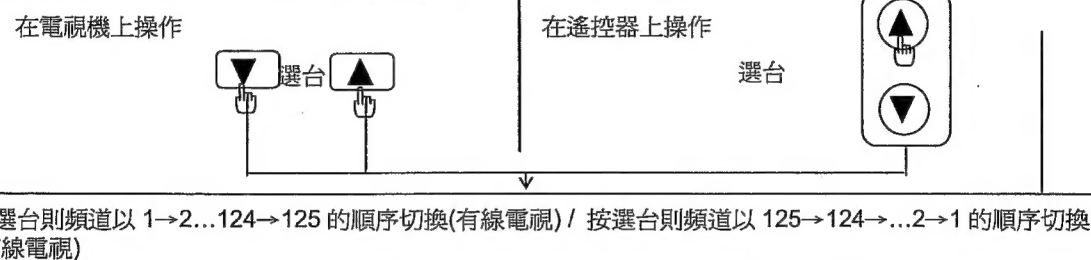 在電視機上操作
在遙控器上操作
選台
選台
選台則頻道以 1→2...124→125 的順序切換(有線電視) / 按選台則頻道以 125→124→...2→1 的順序切換
線電視)